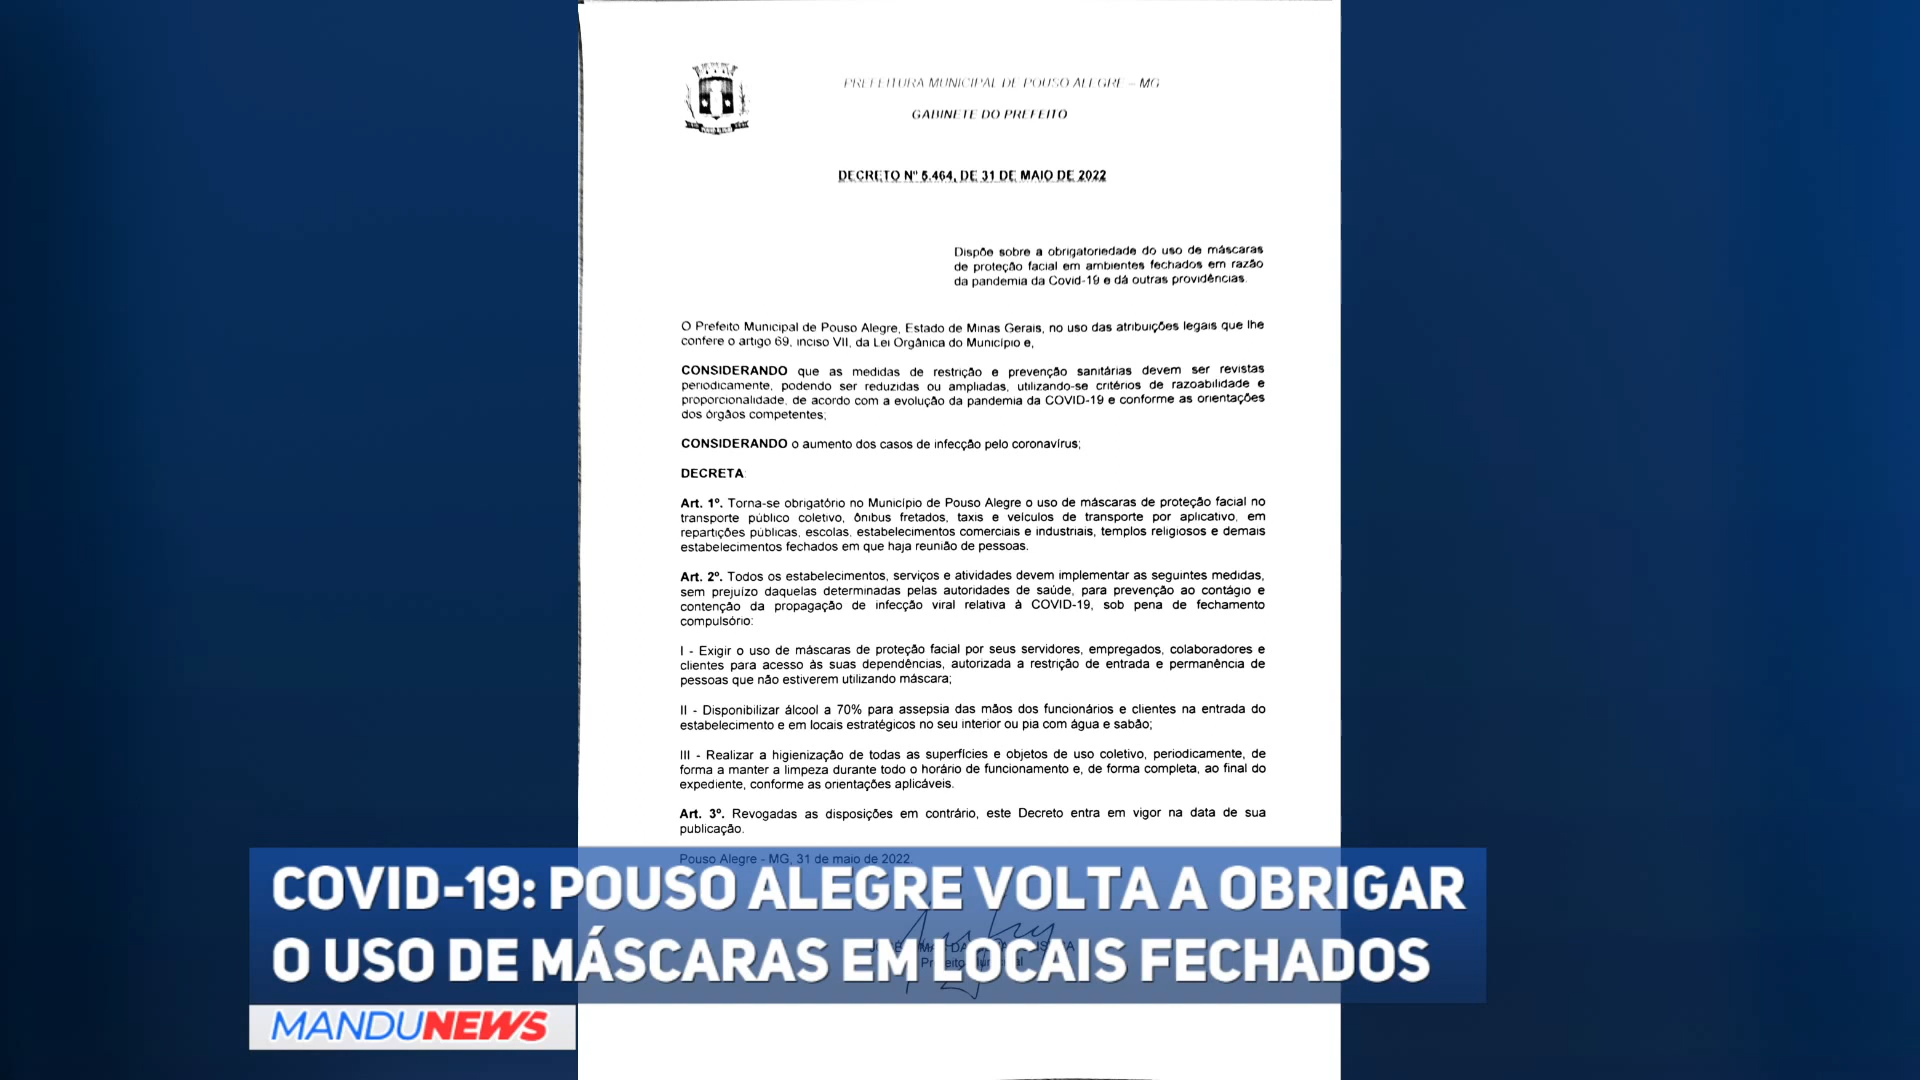 PREFEITURA MUNICIPAL DE POUSO ALEGRE – MG
GABINETE DO PREFEITO
DECRETO Nº 5.464, DE 31 DE MAIO DE 2022
Dispõe sobre a obrigatoriedade do uso de máscaras
de proteção facial em ambientes fechados em razão
da pandemia da Covid-19 e dá outras providências.
O Prefeito Municipal de Pouso Alegre, Estado de Minas Gerais, no uso das atribuições legais que lhe
confere o artigo 69, inciso VII, da Lei Orgânica do Município e,
CONSIDERANDO que as medidas de restrição e prevenção sanitárias devem ser revistas
periodicamente, podendo ser reduzidas ou ampliadas, utilizando-se critérios de razoabilidade e
proporcionalidade, de acordo com a evolução da pandemia da COVID-19 e conforme as orientações
dos órgãos competentes;
CONSIDERANDO o aumento dos casos de infecção pelo coronavírus;
DECRETA:
Art. 1º. Torna-se obrigatório no Município de Pouso Alegre o uso de máscaras de proteção facial no
transporte público coletivo, ônibus fretados, taxis e veículos de transporte por aplicativo, em
repartições públicas, escolas, estabelecimentos comerciais e industriais, templos religiosos e demais
estabelecimentos fechados em que haja reunião de pessoas.
Art. 2º. Todos os estabelecimentos, serviços e atividades devem implementar as seguintes medidas,
sem prejuízo daquelas determinadas pelas autoridades de saúde, para prevenção ao contágio e
contenção da propagação de infecção viral relativa à COVID-19, sob pena de fechamento
compulsório:
I - Exigir o uso de máscaras de proteção facial por seus servidores, empregados, colaboradores e
clientes para acesso às suas dependências, autorizada a restrição de entrada e permanência de
pessoas que não estiverem utilizando máscara;
II - Disponibilizar álcool a 70% para assepsia das mãos dos funcionários e clientes na entrada do
estabelecimento e em locais estratégicos no seu interior ou pia com água e sabão;
III - Realizar a higienização de todas as superfícies e objetos de uso coletivo, periodicamente, de
forma a manter a limpeza durante todo o horário de funcionamento e, de forma completa, ao final do
expediente, conforme as orientações aplicáveis.
Art. 3º. Revogadas as disposições em contrário, este Decreto entra em vigor na data de sua
publicação.
Pouso Alegre - MG, 31 de maio de 2022.
COVID-19: POUSO ALEGRE VOLTA A OBRIGAR
O USO DE MÁSCARAS EM LOCAIS FECHADOS
MANDUNEWS